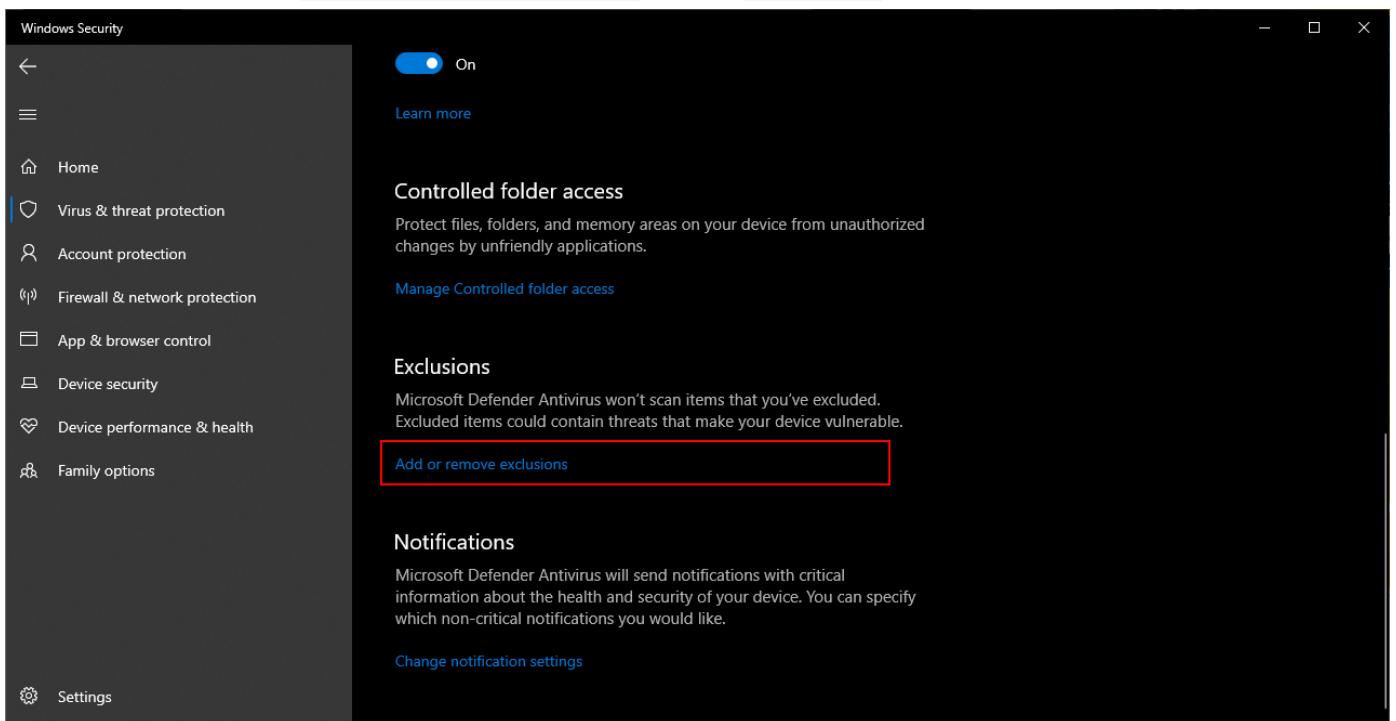 Windows Security
On
Learn more
Home
Virus & threat protection
Account protection
Firewall & network protection
App & browser control
Device security
Device performance & health
Family options
Settings
Controlled folder access
Protect files, folders, and memory areas on your device from unauthorized
changes by unfriendly applications.
Manage Controlled folder access
Exclusions
Microsoft Defender Antivirus won't scan items that you've excluded.
Excluded items could contain threats that make your device vulnerable.
Add or remove exclusions
Notifications
Microsoft Defender Antivirus will send notifications with critical
information about the health and security of your device. You can specify
which non-critical notifications you would like.
Change notification settings